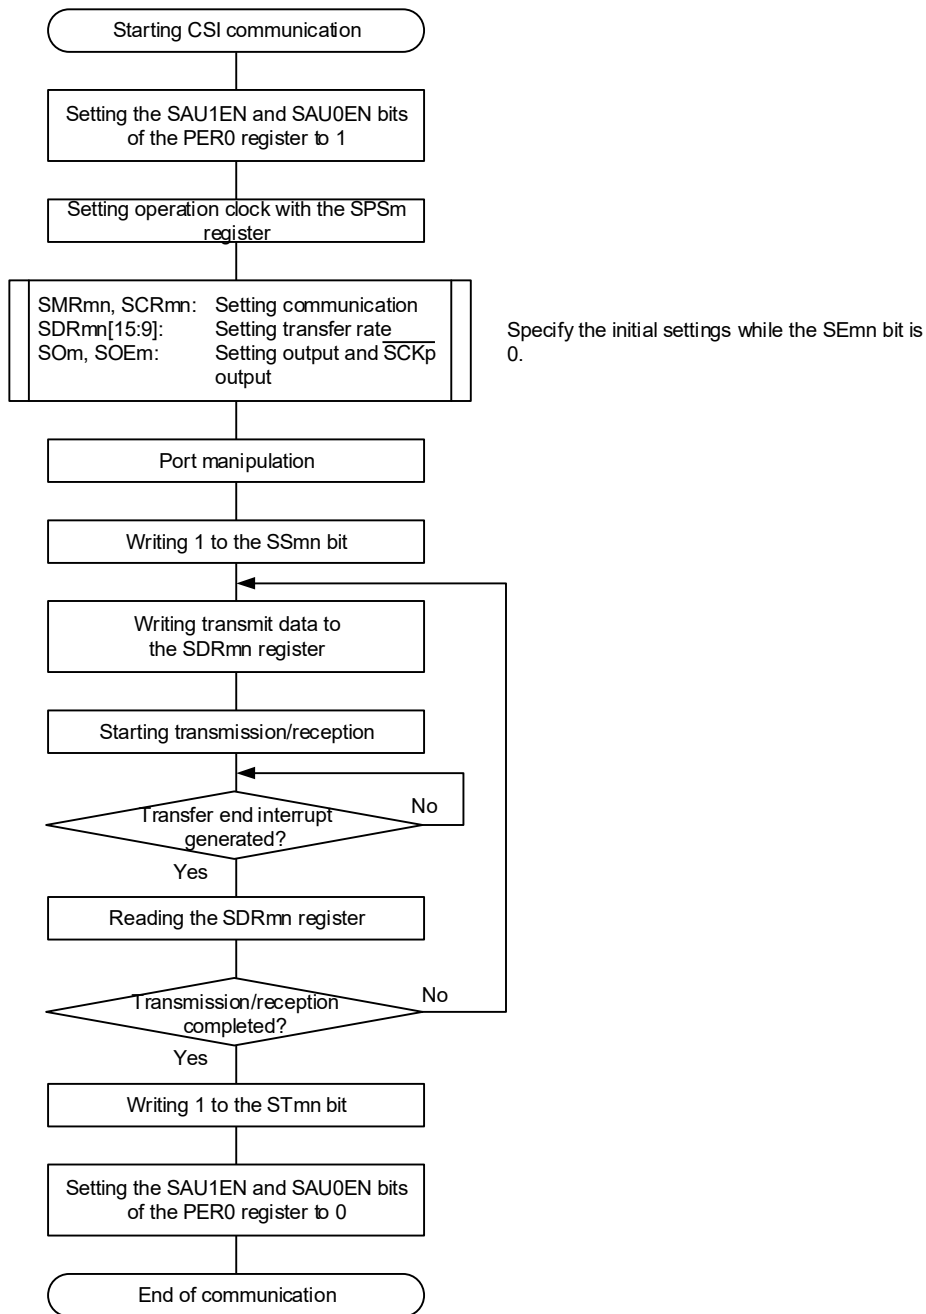 Starting CSI communication
Setting the SAU1EN and SAU0EN bits
of the PER0 register to 1
Setting operation clock with the SPSm
register
SMRmn, SCRmn: Setting communication
SDRmn[15:9]: Setting transfer rate
SOm, SOEm: Setting output and SCKp
output
Specify the initial settings while the SEmn bit is
0.
Port manipulation
Writing 1 to the SSmn bit
Writing transmit data to
the SDRmn register
Starting transmission/reception
Transfer end interrupt
generated?
No
Yes
Reading the SDRmn register
Transmission/reception
completed?
No
Yes
Writing 1 to the STmn bit
Setting the SAU1EN and SAU0EN bits
of the PER0 register to 0
End of communication